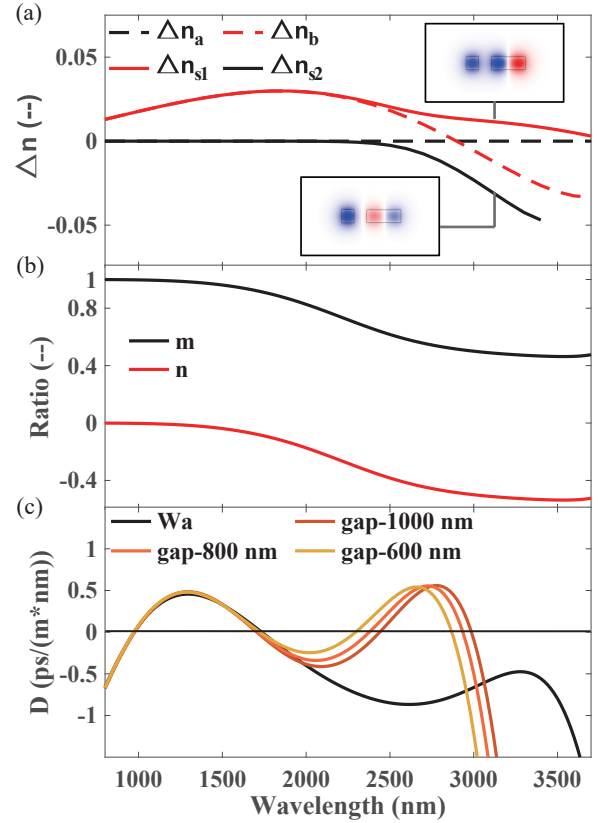 (a)
Δnₐ Δn_b
Δn_s1 Δn_s2
0.05
0
-0.05
Δn (--)
(b)
1
0.8
0.4
0
-0.4
m
n
Ratio (--)
(c)
Wa gap-1000 nm
gap-800 nm gap-600 nm
1
0.5
0
-0.5
-1
D (ps/(m*nm))
1000 1500 2000 2500 3000 3500
Wavelength (nm)